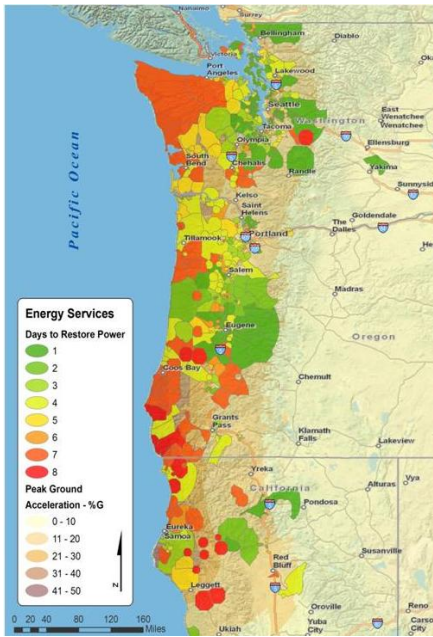 Nanaimo
Surrey
Bellingham
Diablo
Victoria
Port
Angeles
Lakewood
Seattle
Washington
East
Wenatchee
Wenatchee
Tacoma
Olympia
Ellensburg
South
Bend
Chehalis
Randle
Yakima
Sunnyside
Pacific Ocean
Kelso
Saint
Helens
Goldendale
The
Dalles
Portland
Tillamook
Salem
Madras
Oregon
Eugene
Coos Bay
Chemult
Grants
Pass
Klamath
Falls
Lakeview
Yreka
California
Alturas
Vya
Pondosa
Eureka
Samoa
Susanville
Red
Bluff
Leggett
Oroville
Reno
Yuba
City
Carson
City
Ukiah
Energy Services
Days to Restore Power
1
2
3
4
5
6
7
8
Peak Ground
Acceleration - %G
0 - 10
11 - 20
21 - 30
31 - 40
41 - 50
N
0 20 40 80 120 160
Miles